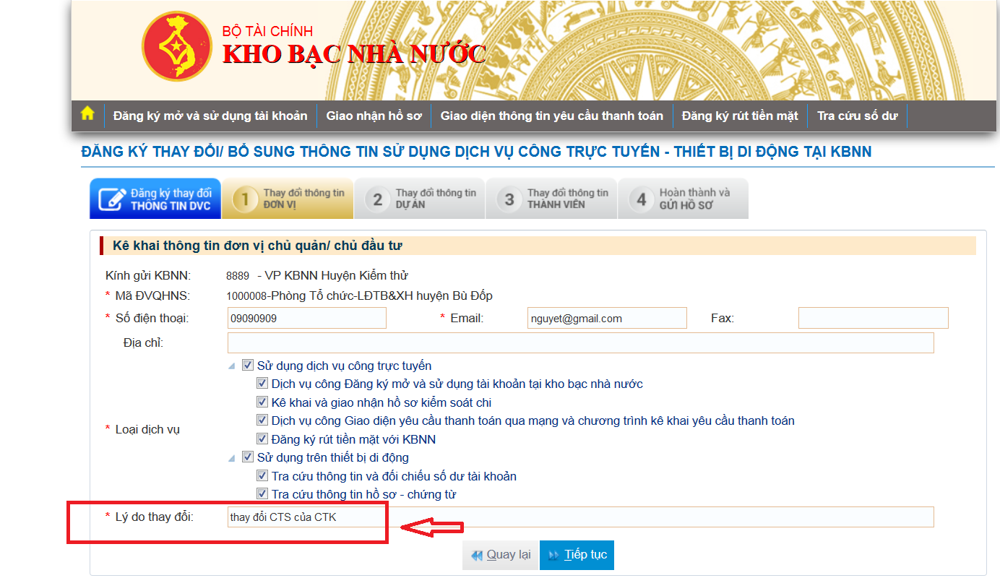 BỘ TÀI CHÍNH
KHO BẠC NHÀ NƯỚC
Đăng ký mở và sử dụng tài khoản Giao nhận hồ sơ Giao diện thông tin yêu cầu thanh toán Đăng ký rút tiền mặt Tra cứu số dư
ĐĂNG KÝ THAY ĐỔI/ BỔ SUNG THÔNG TIN SỬ DỤNG DỊCH VỤ CÔNG TRỰC TUYẾN - THIẾT BỊ DI ĐỘNG TẠI KBNN
Đăng ký thay đổi
THÔNG TIN DVC
1 Thay đổi thông tin
ĐƠN VỊ
2 Thay đổi thông tin
DỰ ÁN
3 Thay đổi thông tin
THÀNH VIÊN
4 Hoàn thành và
GỬI HỒ SƠ
Kê khai thông tin đơn vị chủ quản/ chủ đầu tư
Kính gửi KBNN: 8889 - VP KBNN Huyện Kiểm thử
* Mã ĐVQHNS: 1000008-Phòng Tổ chức-LĐTB&XH huyện Bù Đốp
* Số điện thoại: 09090909 * Email: nguyet@gmail.com Fax:
Địa chỉ:
Sử dụng dịch vụ công trực tuyến
Dịch vụ công Đăng ký mở và sử dụng tài khoản tại kho bạc nhà nước
Kê khai và giao nhận hồ sơ kiểm soát chi
Dịch vụ công Giao diện yêu cầu thanh toán qua mạng và chương trình kê khai yêu cầu thanh toán
* Loại dịch vụ
Đăng ký rút tiền mặt với KBNN
Sử dụng trên thiết bị di động
Tra cứu thông tin và đối chiếu số dư tài khoản
Tra cứu thông tin hồ sơ - chứng từ
* Lý do thay đổi: thay đổi CTS của CTK
Quay lại Tiếp tục